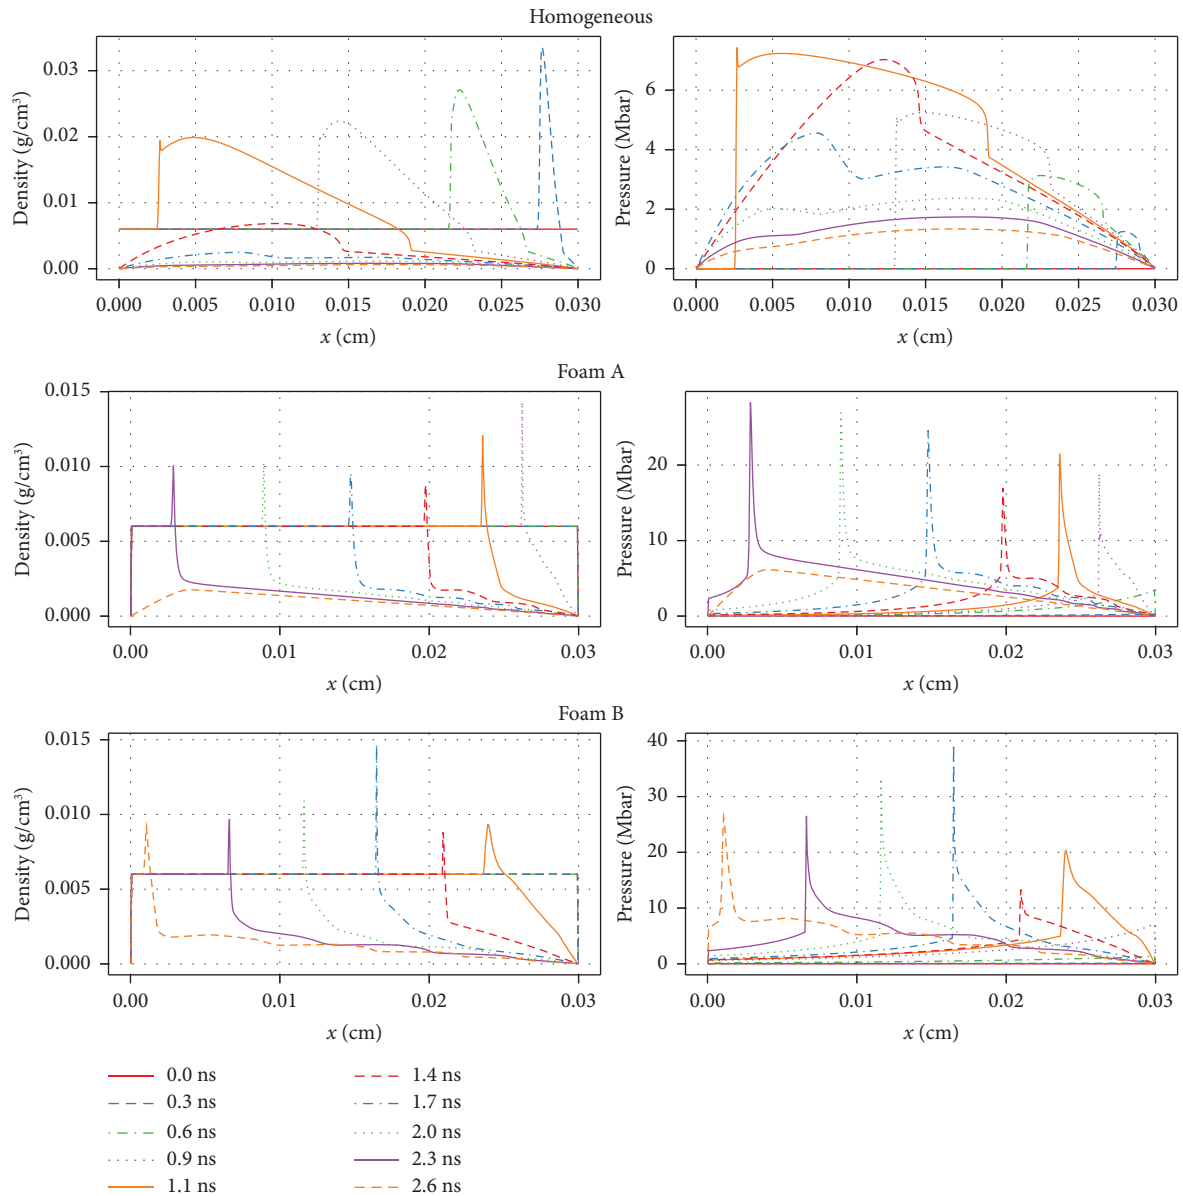 Homogeneous
Density (g/cm³)
0.03
0.02
0.01
0.00
0.000 0.005 0.010 0.015 0.020 0.025 0.030
x (cm)
Pressure (Mbar)
6
4
2
0
0.000 0.005 0.010 0.015 0.020 0.025 0.030
x (cm)
Foam A
Density (g/cm³)
0.015
0.010
0.005
0.000
0.00 0.01 0.02 0.03
x (cm)
Pressure (Mbar)
20
10
0
0.00 0.01 0.02 0.03
x (cm)
Foam B
Density (g/cm³)
0.015
0.010
0.005
0.000
0.00 0.01 0.02 0.03
x (cm)
Pressure (Mbar)
40
30
20
10
0
0.00 0.01 0.02 0.03
x (cm)
0.0 ns
0.3 ns
0.6 ns
0.9 ns
1.1 ns
1.4 ns
1.7 ns
2.0 ns
2.3 ns
2.6 ns